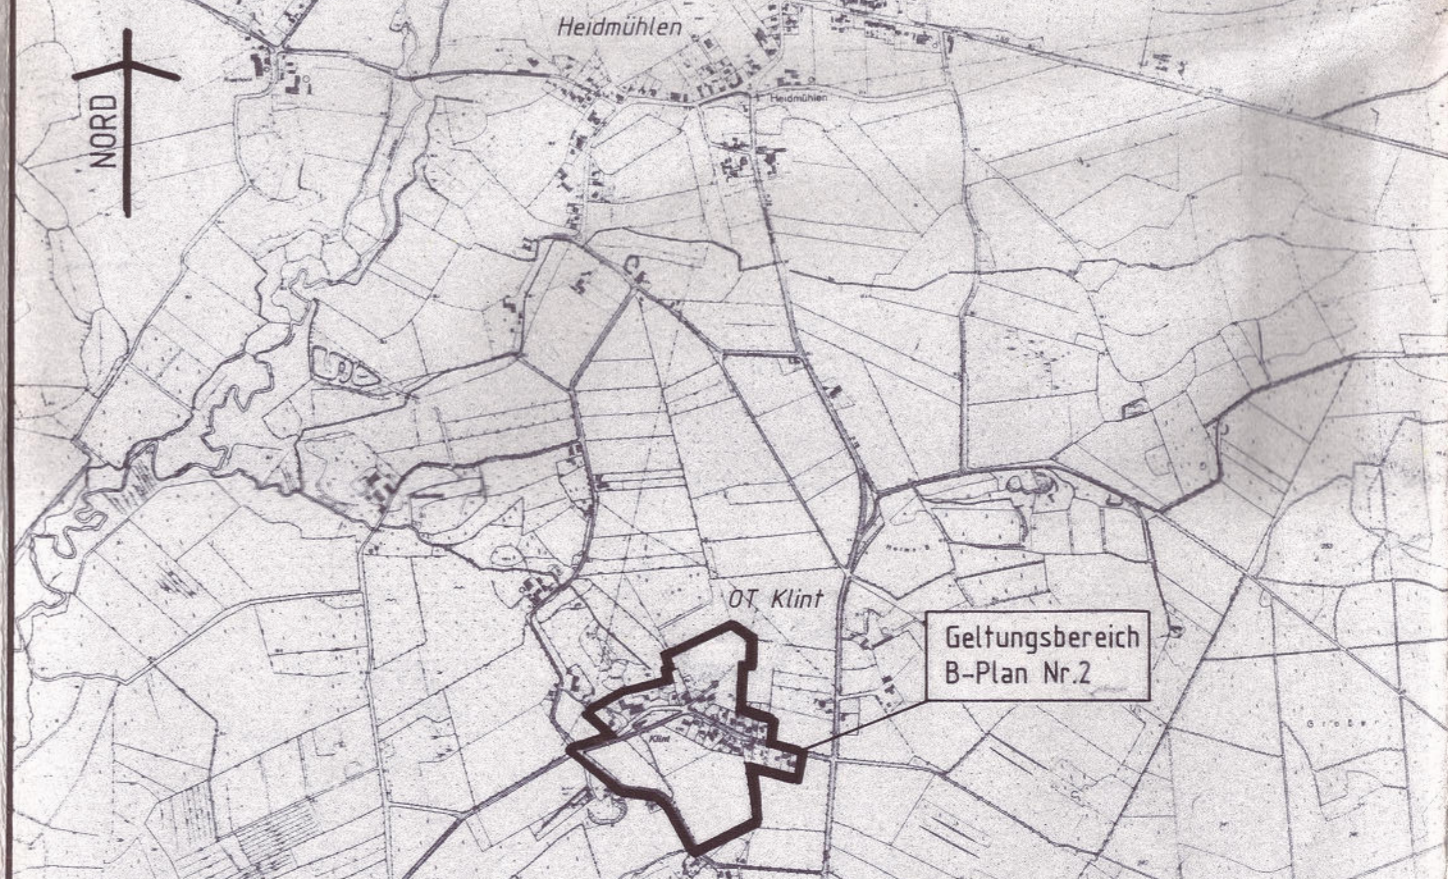 Heidmühlen
NORD
Heidmühlen
OT Klint
Geltungsbereich
B-Plan Nr.2
Klint